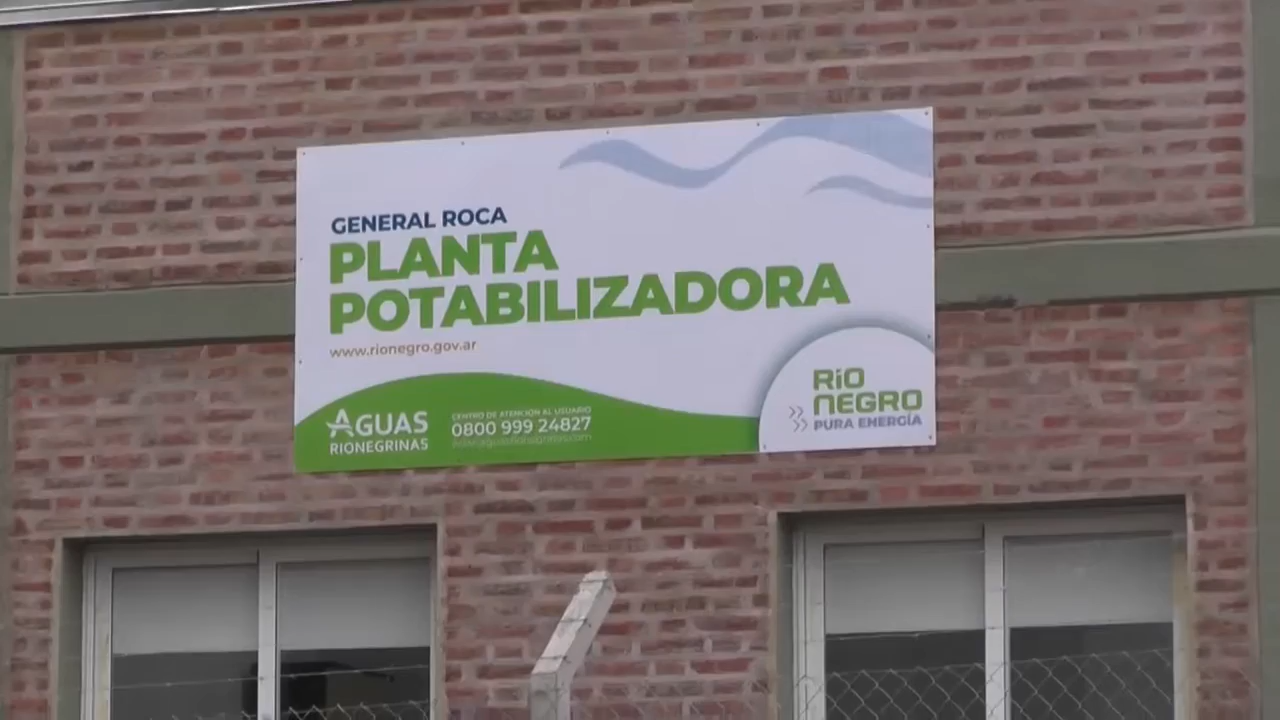 GENERAL ROCA
PLANTA
POTABILIZADORA
www.rionegro.gov.ar
AGUAS
RIONEGRINAS
CENTRO DE ATENCIÓN AL USUARIO
0800 999 24827
RÍO
NEGRO
PURA ENERGÍA